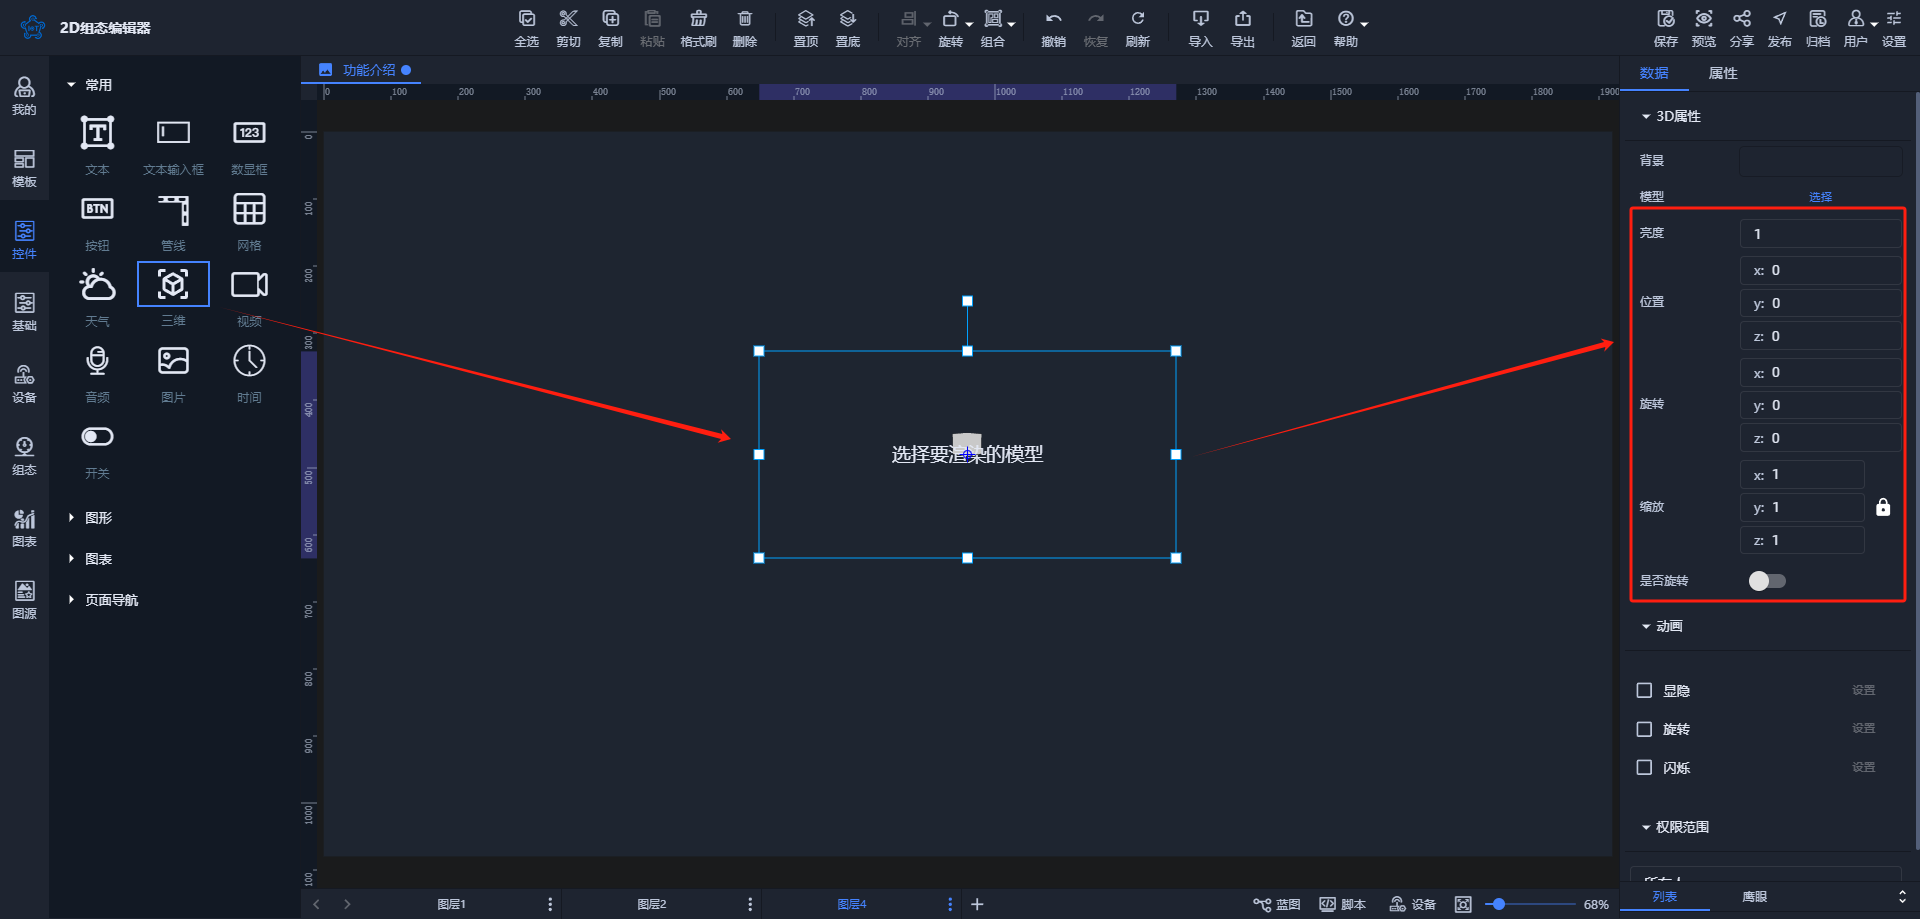 2D组态编辑器
全选 剪切 复制 粘贴 格式刷 删除 置顶 置底 对齐 旋转 组合 撤销 恢复 刷新 导入 导出 返回 帮助
保存 预览 分享 发布 归档 用户 设置
我的
模板
控件
基础
设备
组态
图表
图源
常用
文本 文本输入框 数显框
按钮 管线 网格
天气 三维 视频
音频 图片 时间
开关
T
123
BTN
图形
图表
页面导航
功能介绍
0 100 200 300 400 500 600 700 800 900 1000 1100 1200 1300 1400 1500 1600 1700 1800 1900
0
100
200
300
400
500
600
700
800
900
1000
选择要渲染的模型
数据 属性
3D属性
背景
模型 选择
亮度 1
位置
x: 0
y: 0
z: 0
旋转
x: 0
y: 0
z: 0
缩放
x: 1
y: 1
z: 1
是否旋转
动画
显隐 设置
旋转 设置
闪烁 设置
权限范围
列表 鹰眼
图层1 图层2 图层4
蓝图 脚本 设备 68%